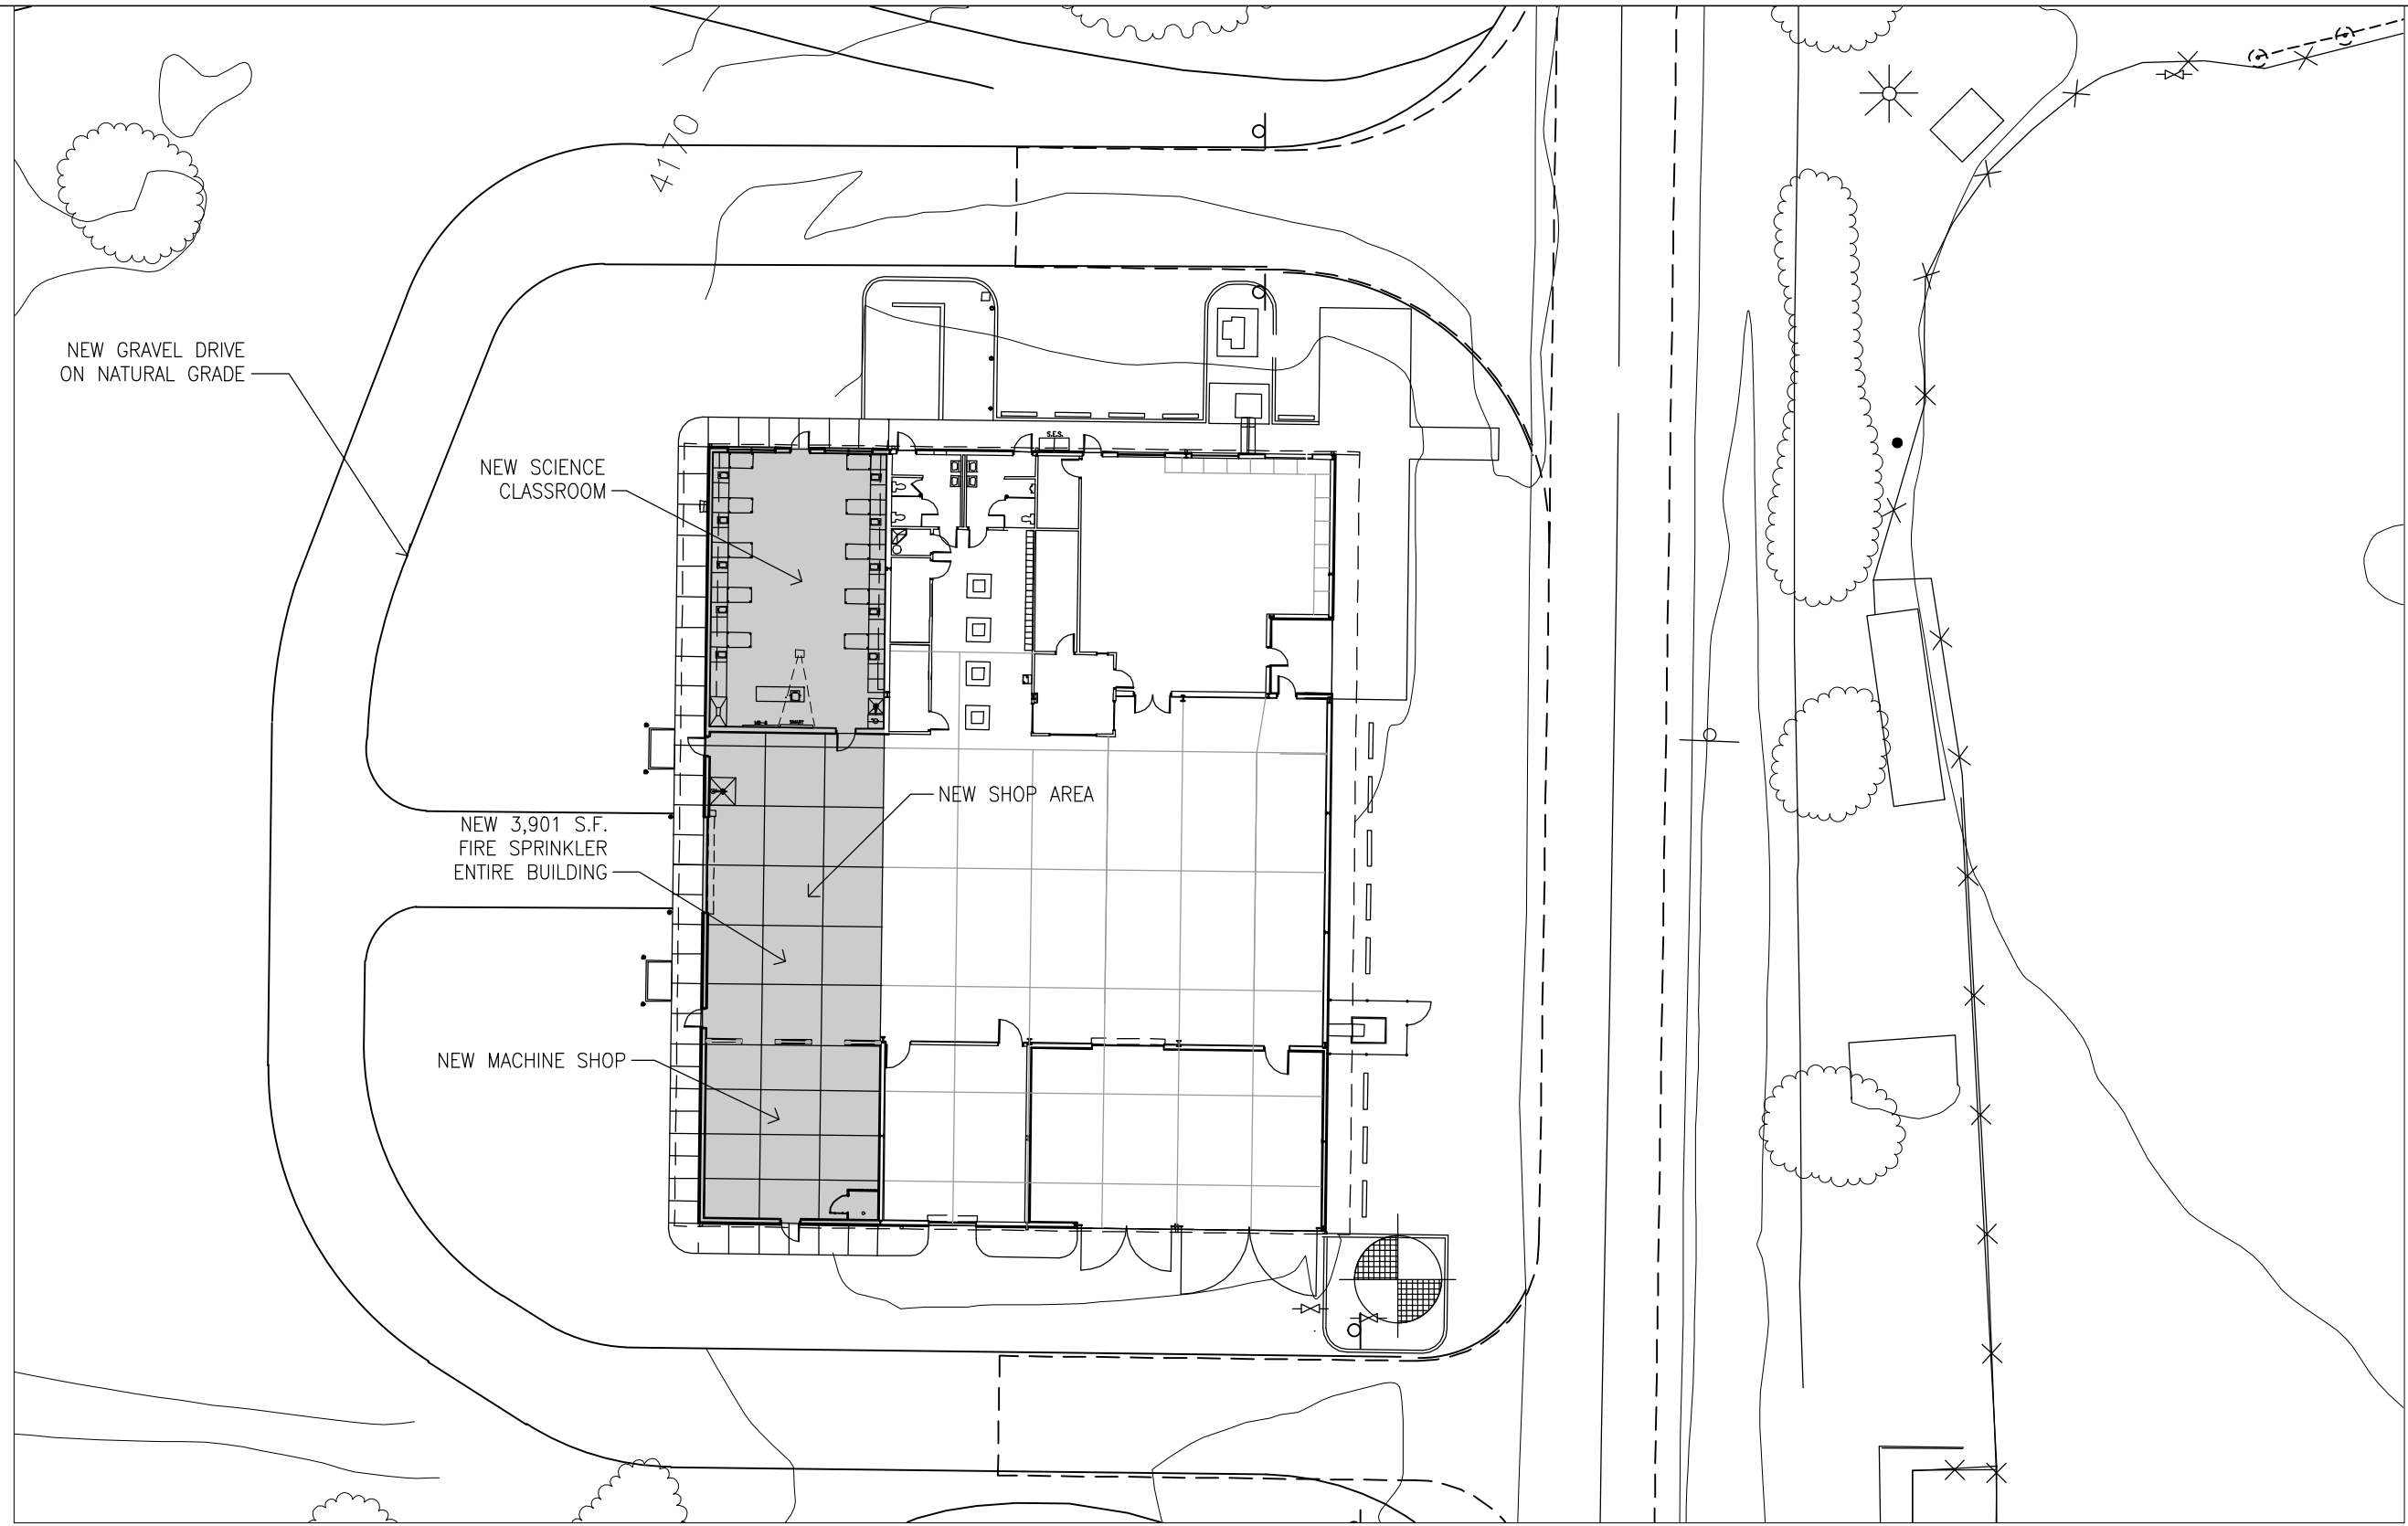 4170
NEW GRAVEL DRIVE
ON NATURAL GRADE
S.E.S.
NEW SCIENCE
CLASSROOM
NEW SHOP AREA
NEW 3,901 S.F.
FIRE SPRINKLER
ENTIRE BUILDING
NEW MACHINE SHOP